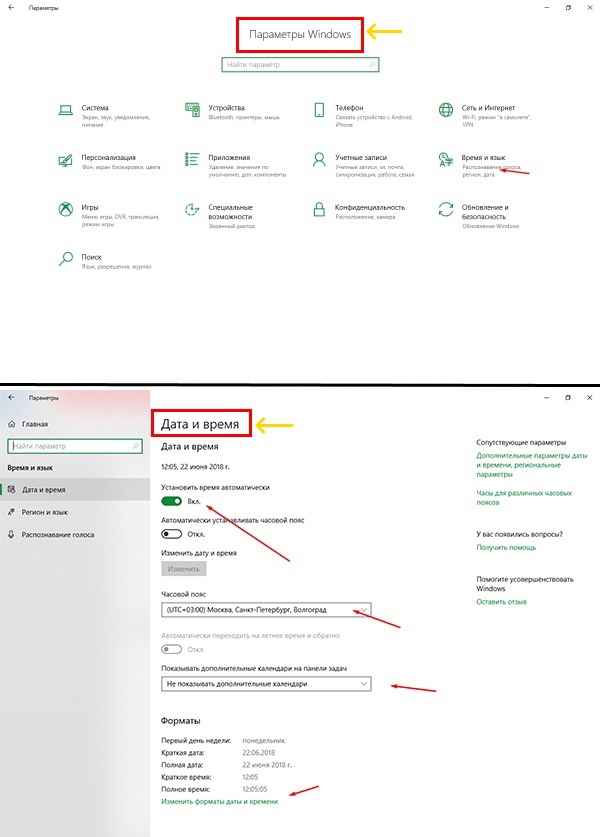 Параметры Windows
Найти параметр
Система
Экран, звук, уведомления,
питание
Устройства
Bluetooth, принтеры, мышь
Телефон
Связать устройство с Android,
iPhone
Сеть и Интернет
Wi-Fi, режим "в самолете",
VPN
Персонализация
Фон, экран блокировки, цвета
Приложения
Удаление, значения по
умолчанию, доп. компоненты
Учетные записи
Учетные записи, эл. почта,
синхронизация, работа, семья
Время и язык
Распознавание голоса,
регион, дата
Игры
Меню игры, DVR, трансляция,
режим игры
Специальные
возможности
Экранный диктор,
Конфиденциальность
Расположение, камера
Обновление и
безопасность
Обновления Windows
Поиск
Язык, разрешения, журнал
Параметры
Главная
Найти параметр
Время и язык
Дата и время
Регион и язык
Распознавание голоса
Дата и время
Дата и время
12:05, 22 июня 2018 г.
Установить время автоматически
Вкл.
Автоматически устанавливать часовой пояс
Откл.
Изменить дату и время
Изменить
Часовой пояс
(UTC+03:00) Москва, Санкт-Петербург, Волгоград
Автоматически переходить на летнее время и обратно
Откл.
Показывать дополнительные календари на панели задач
Не показывать дополнительные календари
Форматы
Первый день недели: понедельник
Краткая дата: 22.06.2018
Полная дата: 22 июня 2018 г.
Краткое время: 12:05
Полное время: 12:05:05
Изменить форматы даты и времени
Сопутствующие параметры
Дополнительные параметры даты
и времени, региональные
параметры
Часы для различных часовых
поясов
У вас появились вопросы?
Получить помощь
Помогите усовершенствовать
Windows
Оставить отзыв